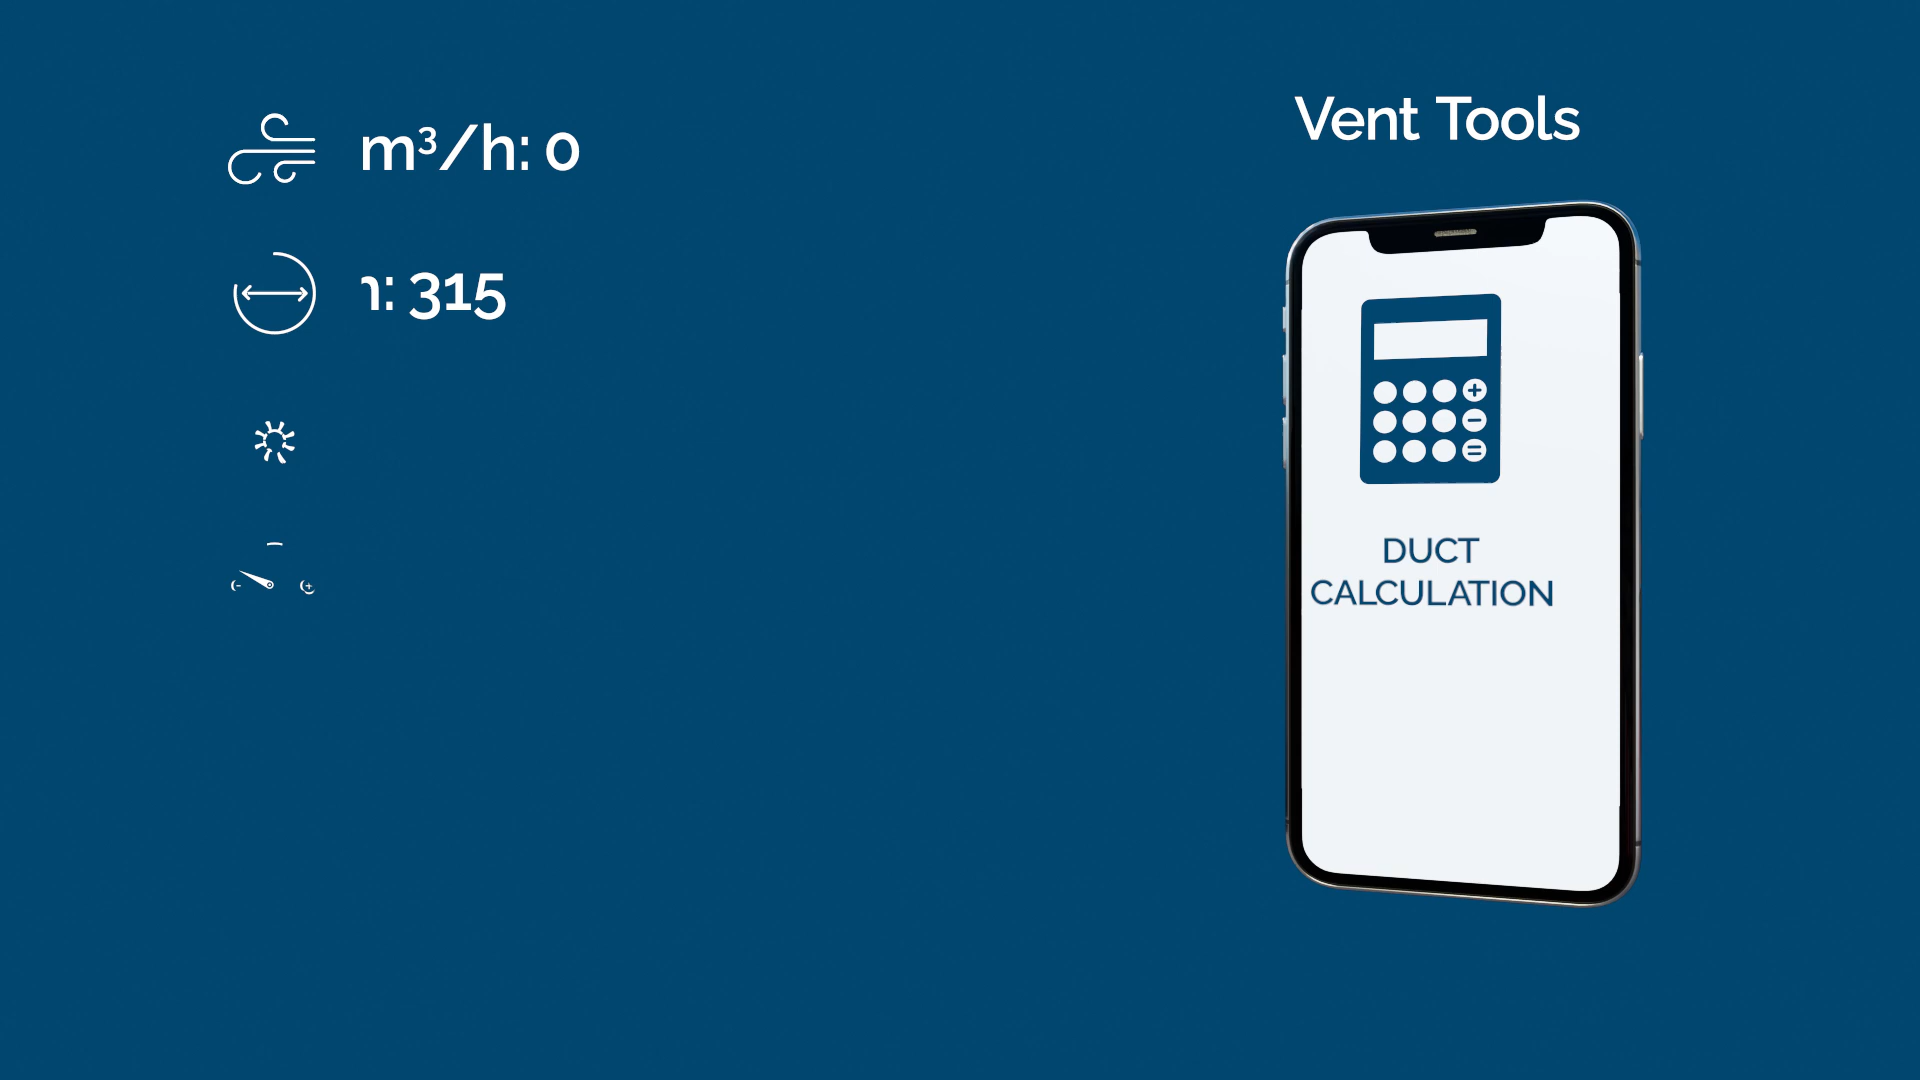 m³/h: 0
: 315
Vent Tools
DUCT
CALCULATION